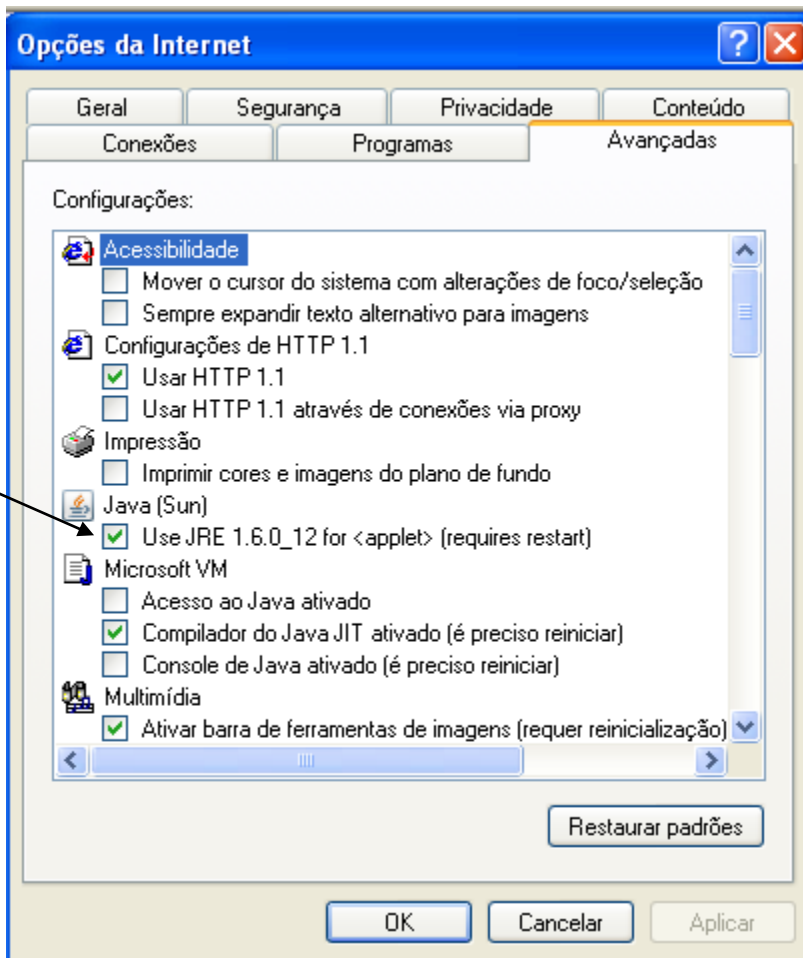 Opções da Internet
Geral Segurança Privacidade Conteúdo
Conexões Programas Avançadas
Configurações:
Acessibilidade
Mover o cursor do sistema com alterações de foco/seleção
Sempre expandir texto alternativo para imagens
Configurações de HTTP 1.1
Usar HTTP 1.1
Usar HTTP 1.1 através de conexões via proxy
Impressão
Imprimir cores e imagens do plano de fundo
Java (Sun)
Use JRE 1.6.0_12 for <applet> (requires restart)
Microsoft VM
Acesso ao Java ativado
Compilador do Java JIT ativado (é preciso reiniciar)
Console de Java ativado (é preciso reiniciar)
Multimídia
Ativar barra de ferramentas de imagens (requer reinicialização)
Restaurar padrões
OK Cancelar Aplicar